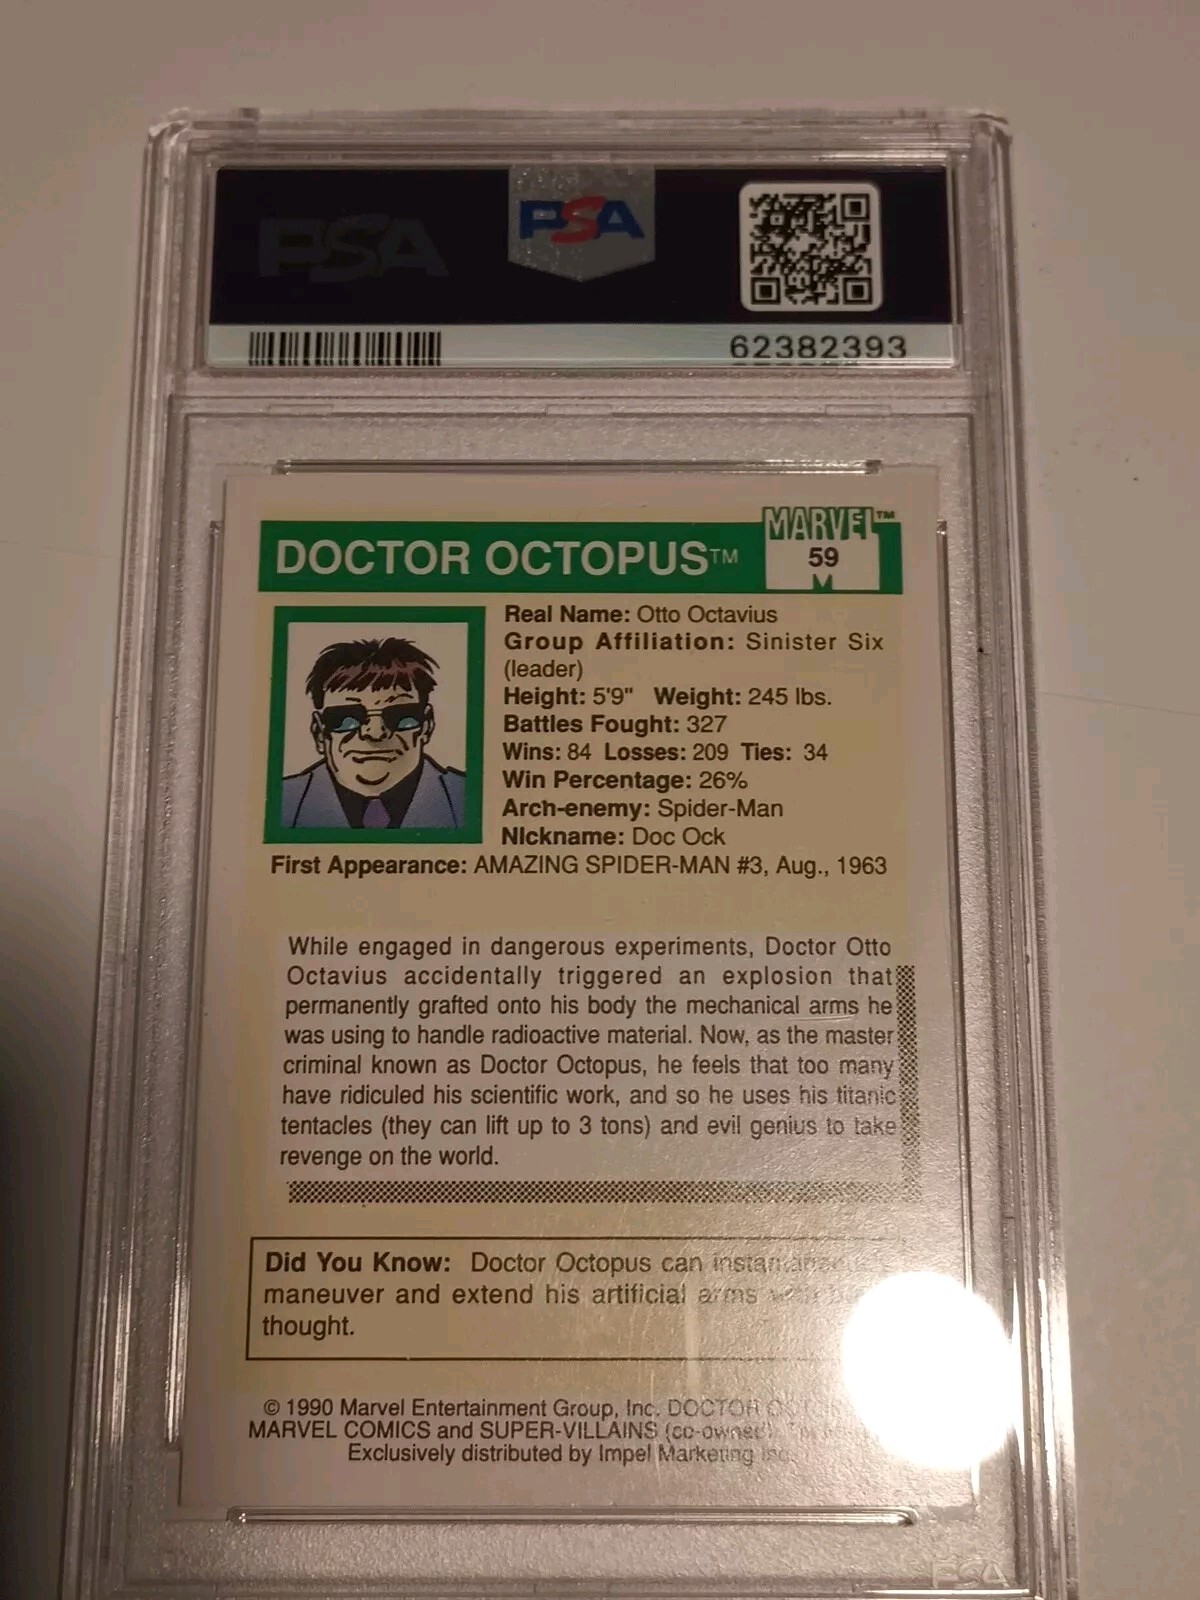 PSA
PSA
62382393
MARVEL™
DOCTOR OCTOPUS™
59
Real Name: Otto Octavius
Group Affiliation: Sinister Six
(leader)
Height: 5'9" Weight: 245 lbs.
Battles Fought: 327
Wins: 84 Losses: 209 Ties: 34
Win Percentage: 26%
Arch-enemy: Spider-Man
Nickname: Doc Ock
First Appearance: AMAZING SPIDER-MAN #3, Aug., 1963
While engaged in dangerous experiments, Doctor Otto
Octavius accidentally triggered an explosion that
permanently grafted onto his body the mechanical arms he
was using to handle radioactive material. Now, as the master
criminal known as Doctor Octopus, he feels that too many
have ridiculed his scientific work, and so he uses his titanic
tentacles (they can lift up to 3 tons) and evil genius to take
revenge on the world.
Did You Know: Doctor Octopus can
maneuver and extend his artificial arms
thought.
© 1990 Marvel Entertainment Group, Inc. DOCTOR
MARVEL COMICS and SUPER-VILLAINS (co-owned).
Exclusively distributed by Impel Marketing Inc.
PSA